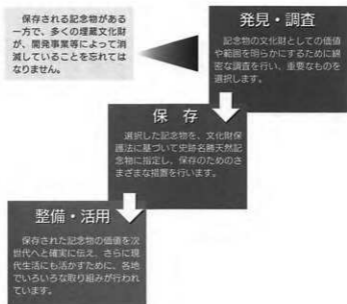 保存される記念物がある
一方で、多くの埋蔵文化財
が、開発事業等によって消
滅していることを忘れては
なりません。
発見・調査
記念物の文化財としての価値
や範囲を明らかにするために綿
密な調査を行い、重要なものを
選択します。
保 存
選択した記念物を、文化財保
護法に基づいて史跡名勝天然記
念物に指定し、保存のためのさ
まざまな措置を行います。
整備・活用
保存された記念物の価値を次
世代へと確実に伝え、さらに現
代生活にも活かすために、各地
でいろいろな取り組みが行われ
ています。